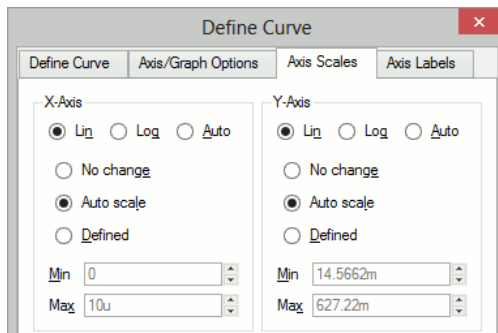 Define Curve
Define Curve Axis/Graph Options Axis Scales Axis Labels
X-Axis
Lin Log Auto
No change
Auto scale
Defined
Min 0
Max 10u
Y-Axis
Lin Log Auto
No change
Auto scale
Defined
Min 14.5662m
Max 627.22m